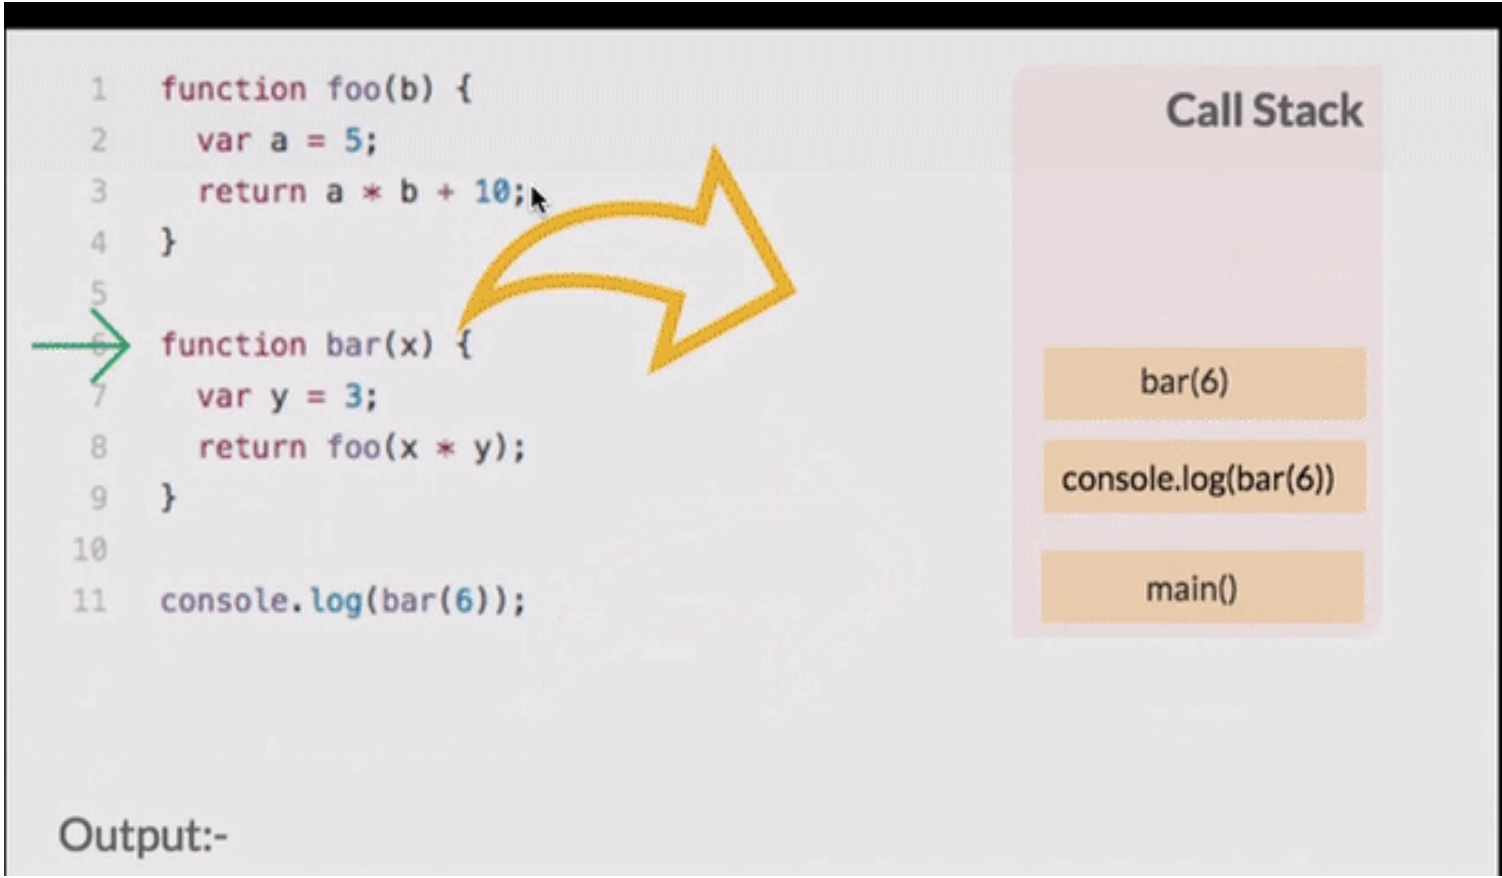 1 function foo(b) {
2 var a = 5;
3 return a * b + 10;
4 }
5
6 function bar(x) {
7 var y = 3;
8 return foo(x * y);
9 }
10
11 console.log(bar(6));
Call Stack
bar(6)
console.log(bar(6))
main()
Output:-